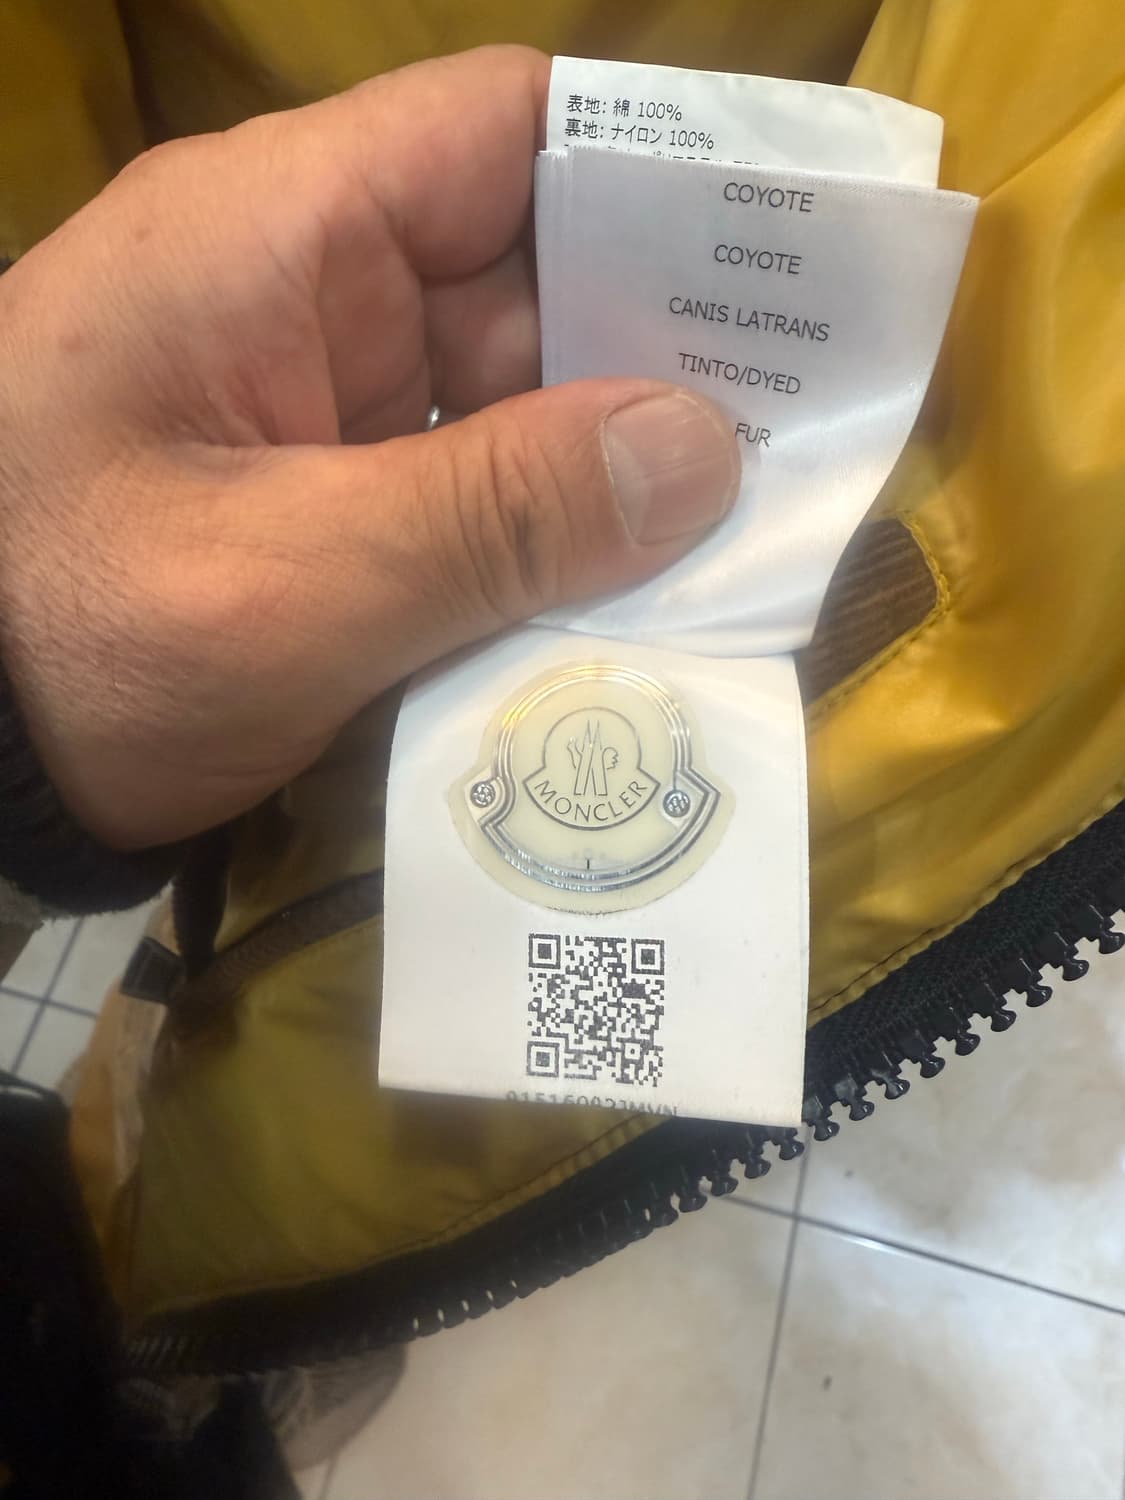 表地: 綿 100%
裏地: ナイロン 100%
COYOTE
COYOTE
CANIS LATRANS
TINTO/DYED
FUR
MONCLER